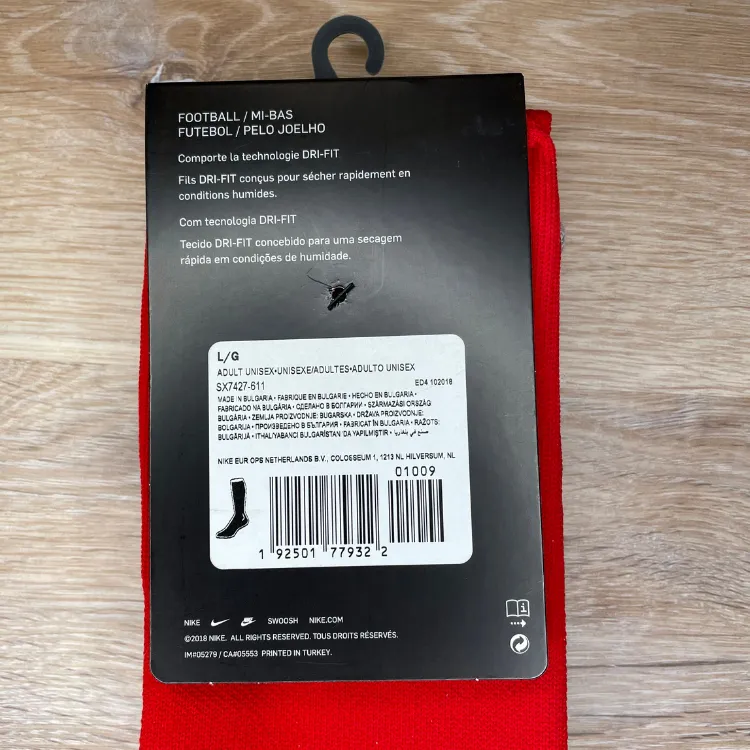 FOOTBALL / MI-BAS
FUTEBOL / PELO JOELHO
Comporte la technologie DRI-FIT
Fils DRI-FIT conçus pour sécher rapidement en
conditions humides.
Com tecnologia DRI-FIT
Tecido DRI-FIT concebido para uma secagem
rápida em condições de humidade.
L/G
ADULT UNISEX•UNISEXE/ADULTES•ADULTO UNISEX
SX7427-611 ED4 102018
MADE IN BULGARIA • FABRIQUE EN BULGARIE • HECHO EN BULGARIA •
FABRICADO NA BULGÁRIA • СДЕЛАНО В БОЛГАРИИ • SZÁRMAZÁSI ORSZÁG:
BULGÁRIA • ZEMLJA PROIZVODNJE: BUGARSKA • DRŽAVA PROIZVODNJE:
BOLGARIJA • ПРОИЗВЕДЕНО В БЪЛГАРИЯ • FABRICAT ÎN BULGARIA • RAŽOTS:
BULGĀRIJĀ • ITHALIYABANCI BULGARİSTAN´DA YAPILMIŞTIR • صنع في بلغاريا
NIKE EUR OPS NETHERLANDS B.V., COLOSSEUM 1, 1213 NL HILVERSUM, NL
01009
1 92501 77932 2
NIKE SWOOSH NIKE.COM
©2018 NIKE. ALL RIGHTS RESERVED. TOUS DROITS RÉSERVÉS.
IM#05279 / CA#05553 PRINTED IN TURKEY.